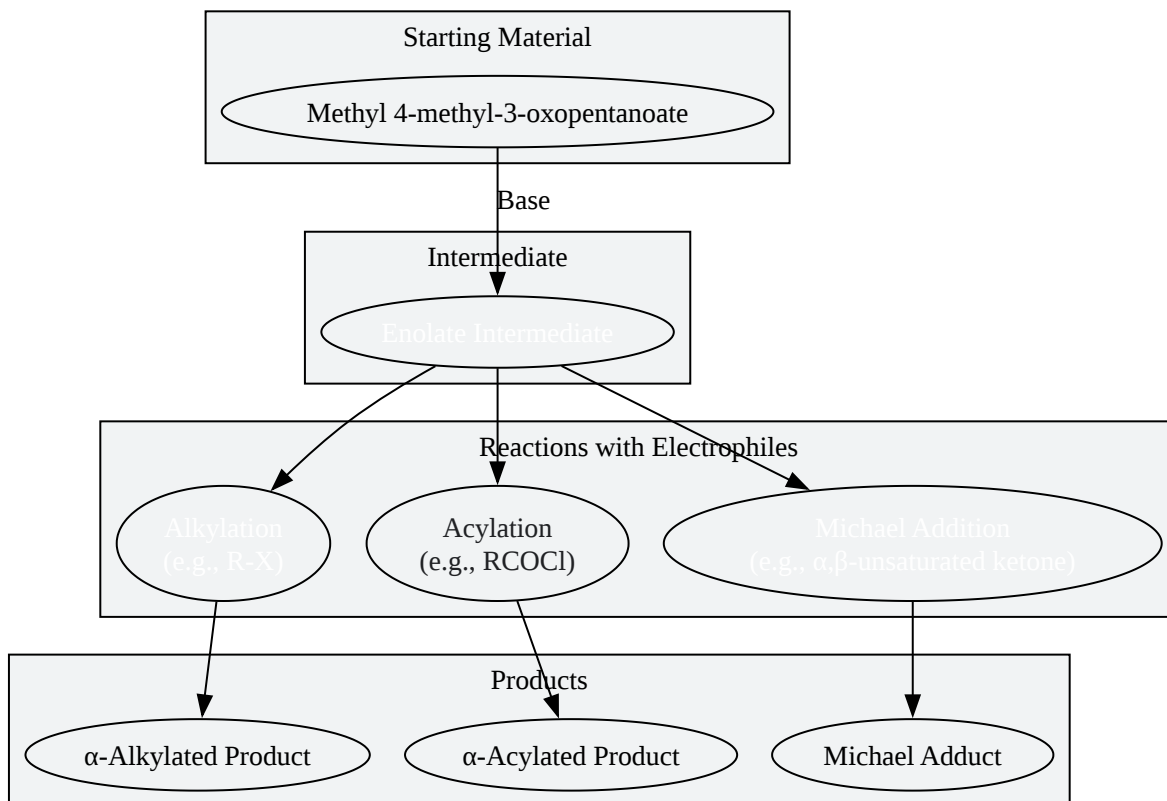 Starting Material
Methyl 4-methyl-3-oxopentanoate
Base
Intermediate
Enolate Intermediate
Reactions with Electrophiles
Alkylation
(e.g., R-X)
Acylation
(e.g., RCOCl)
Michael Addition
(e.g., α,β-unsaturated ketone)
Products
α-Alkylated Product
α-Acylated Product
Michael Adduct